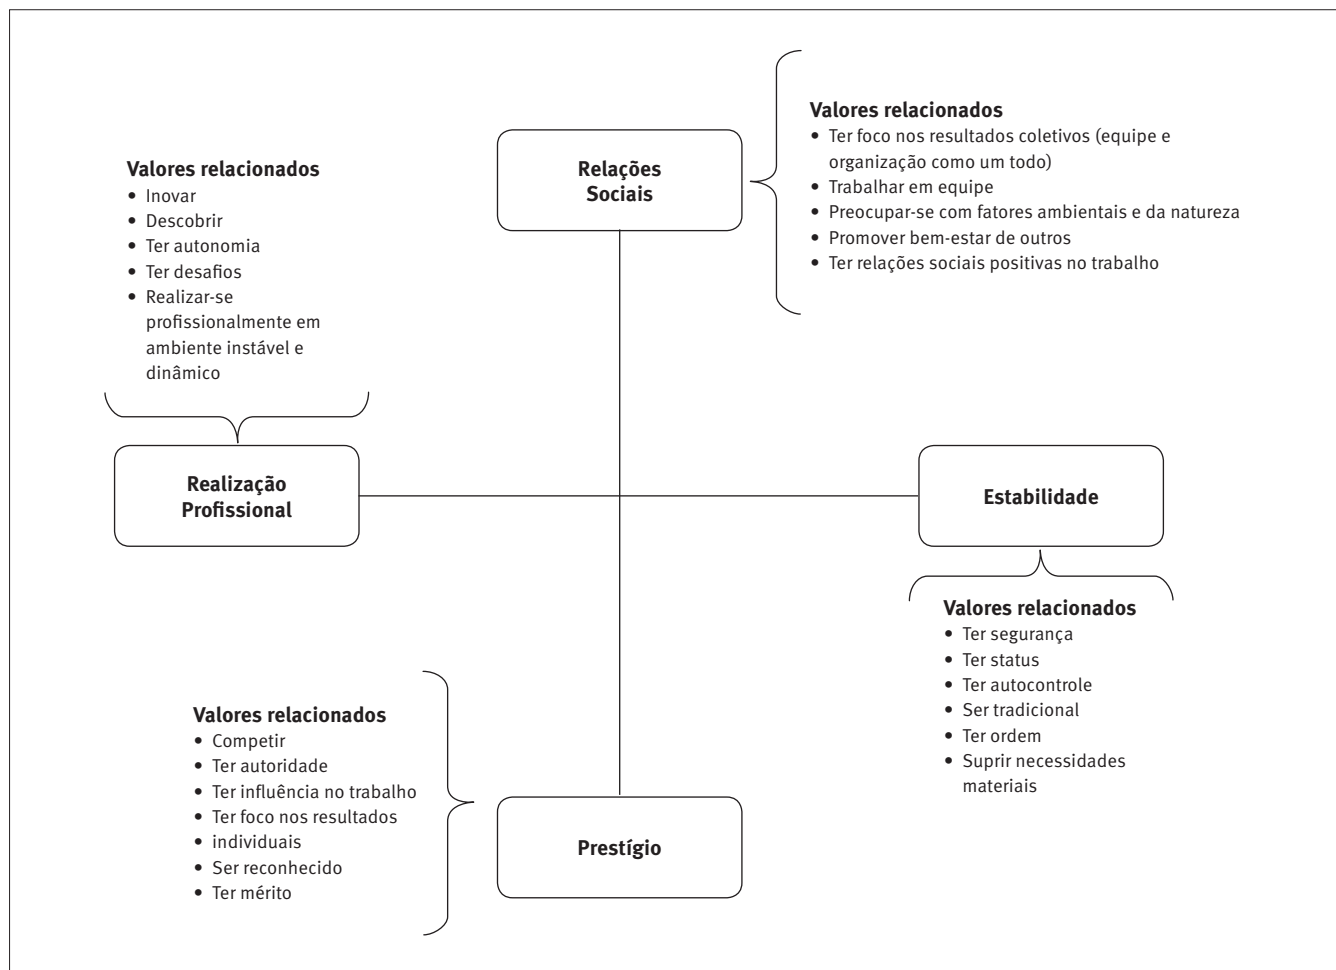 Relações
Sociais
Valores relacionados
• Ter foco nos resultados coletivos (equipe e
organização como um todo)
• Trabalhar em equipe
• Preocupar-se com fatores ambientais e da natureza
• Promover bem-estar de outros
• Ter relações sociais positivas no trabalho
Valores relacionados
• Inovar
• Descobrir
• Ter autonomia
• Ter desafios
• Realizar-se
profissionalmente em
ambiente instável e
dinâmico
Realização
Profissional
Estabilidade
Valores relacionados
• Ter segurança
• Ter status
• Ter autocontrole
• Ser tradicional
• Ter ordem
• Suprir necessidades
materiais
Valores relacionados
• Competir
• Ter autoridade
• Ter influência no trabalho
• Ter foco nos resultados
• individuais
• Ser reconhecido
• Ter mérito
Prestígio